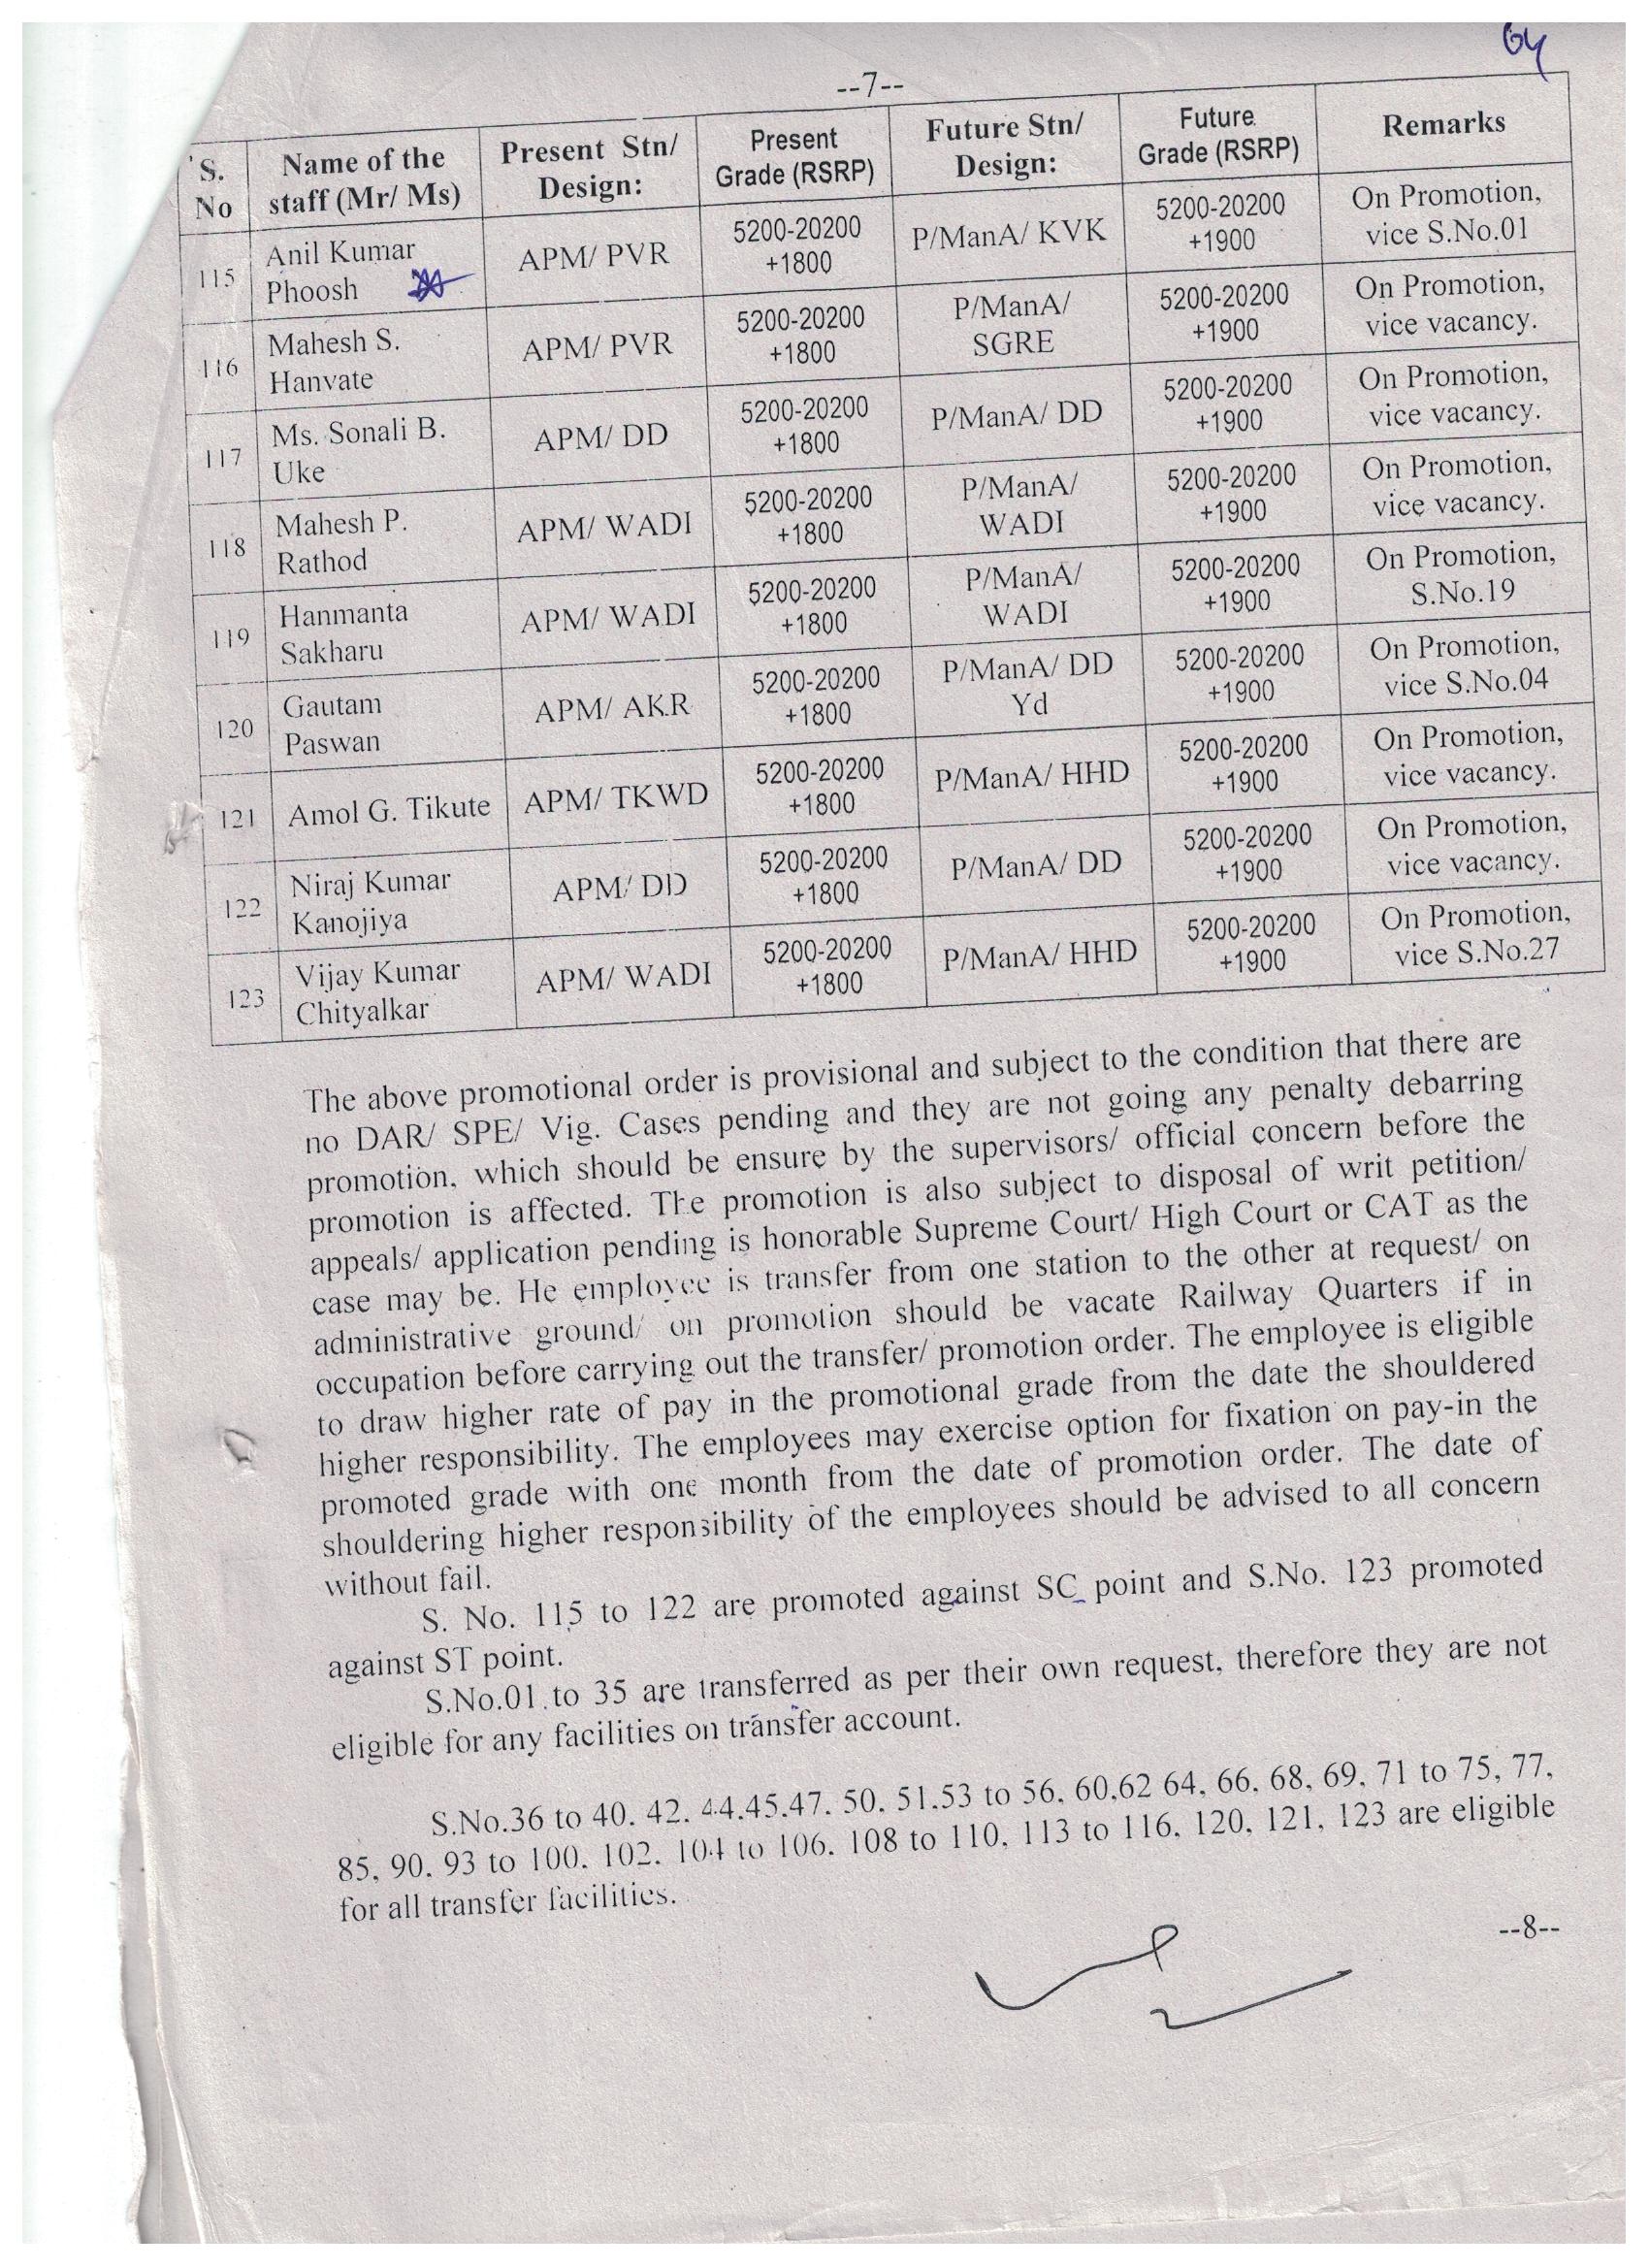 64
--7--
S. No | Name of the staff (Mr/ Ms) | Present Stn/ Design: | Present Grade (RSRP) | Future Stn/ Design: | Future Grade (RSRP) | Remarks
115 | Anil Kumar Phoosh | APM/ PVR | 5200-20200 +1800 | P/ManA/ KVK | 5200-20200 +1900 | On Promotion, vice S.No.01
116 | Mahesh S. Hanvate | APM/ PVR | 5200-20200 +1800 | P/ManA/ SGRE | 5200-20200 +1900 | On Promotion, vice vacancy.
117 | Ms. Sonali B. Uke | APM/ DD | 5200-20200 +1800 | P/ManA/ DD | 5200-20200 +1900 | On Promotion, vice vacancy.
118 | Mahesh P. Rathod | APM/ WADI | 5200-20200 +1800 | P/ManA/ WADI | 5200-20200 +1900 | On Promotion, vice vacancy.
119 | Hanmanta Sakharu | APM/ WADI | 5200-20200 +1800 | P/ManA/ WADI | 5200-20200 +1900 | On Promotion, S.No.19
120 | Gautam Paswan | APM/ AKR | 5200-20200 +1800 | P/ManA/ DD Yd | 5200-20200 +1900 | On Promotion, vice S.No.04
121 | Amol G. Tikute | APM/ TKWD | 5200-20200 +1800 | P/ManA/ HHD | 5200-20200 +1900 | On Promotion, vice vacancy.
122 | Niraj Kumar Kanojiya | APM/ DD | 5200-20200 +1800 | P/ManA/ DD | 5200-20200 +1900 | On Promotion, vice vacancy.
123 | Vijay Kumar Chityalkar | APM/ WADI | 5200-20200 +1800 | P/ManA/ HHD | 5200-20200 +1900 | On Promotion, vice S.No.27
The above promotional order is provisional and subject to the condition that there are
no DAR/ SPE/ Vig. Cases pending and they are not going any penalty debarring
promotion, which should be ensure by the supervisors/ official concern before the
promotion is affected. The promotion is also subject to disposal of writ petition/
appeals/ application pending is honorable Supreme Court/ High Court or CAT as the
case may be. He employee is transfer from one station to the other at request/ on
administrative ground/ on promotion should be vacate Railway Quarters if in
occupation before carrying out the transfer/ promotion order. The employee is eligible
to draw higher rate of pay in the promotional grade from the date the shouldered
higher responsibility. The employees may exercise option for fixation on pay-in the
promoted grade with one month from the date of promotion order. The date of
shouldering higher responsibility of the employees should be advised to all concern
without fail.
S. No. 115 to 122 are promoted against SC point and S.No. 123 promoted
against ST point.
S.No.01 to 35 are transferred as per their own request, therefore they are not
eligible for any facilities on transfer account.
S.No.36 to 40, 42, 44,45,47, 50, 51,53 to 56, 60,62 64, 66, 68, 69, 71 to 75, 77,
85, 90, 93 to 100, 102, 104 to 106, 108 to 110, 113 to 116, 120, 121, 123 are eligible
for all transfer facilities.
--8--